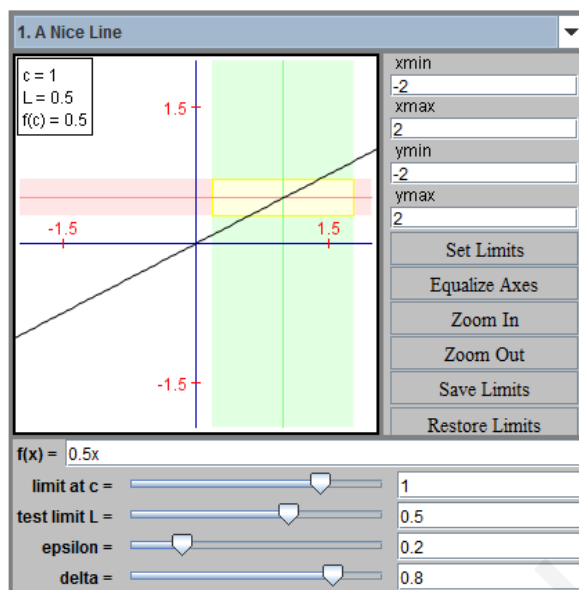 1. A Nice Line
c = 1
L = 0.5
f(c) = 0.5
1.5
-1.5
1.5
-1.5
xmin
-2
xmax
2
ymin
-2
ymax
2
Set Limits
Equalize Axes
Zoom In
Zoom Out
Save Limits
Restore Limits
f(x) = 0.5x
limit at c = 1
test limit L = 0.5
epsilon = 0.2
delta = 0.8